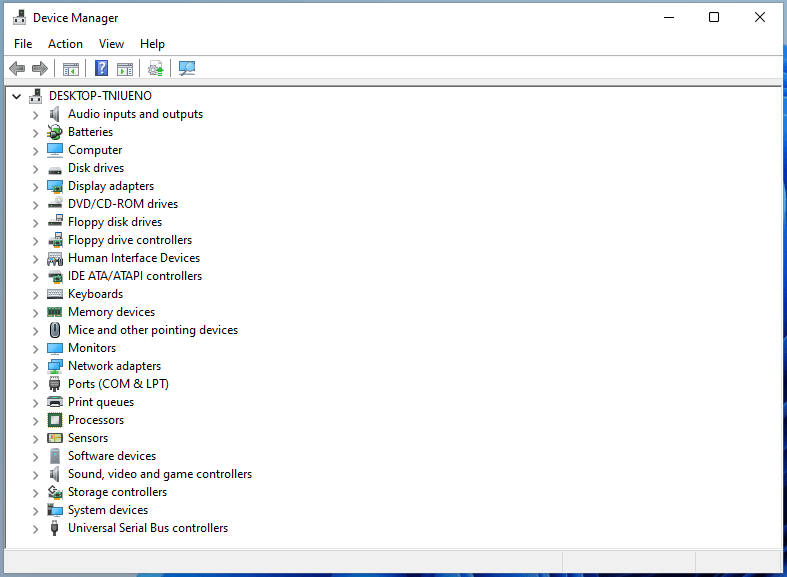 Device Manager
File Action View Help
DESKTOP-TNIUENO
Audio inputs and outputs
Batteries
Computer
Disk drives
Display adapters
DVD/CD-ROM drives
Floppy disk drives
Floppy drive controllers
Human Interface Devices
IDE ATA/ATAPI controllers
Keyboards
Memory devices
Mice and other pointing devices
Monitors
Network adapters
Ports (COM & LPT)
Print queues
Processors
Sensors
Software devices
Sound, video and game controllers
Storage controllers
System devices
Universal Serial Bus controllers